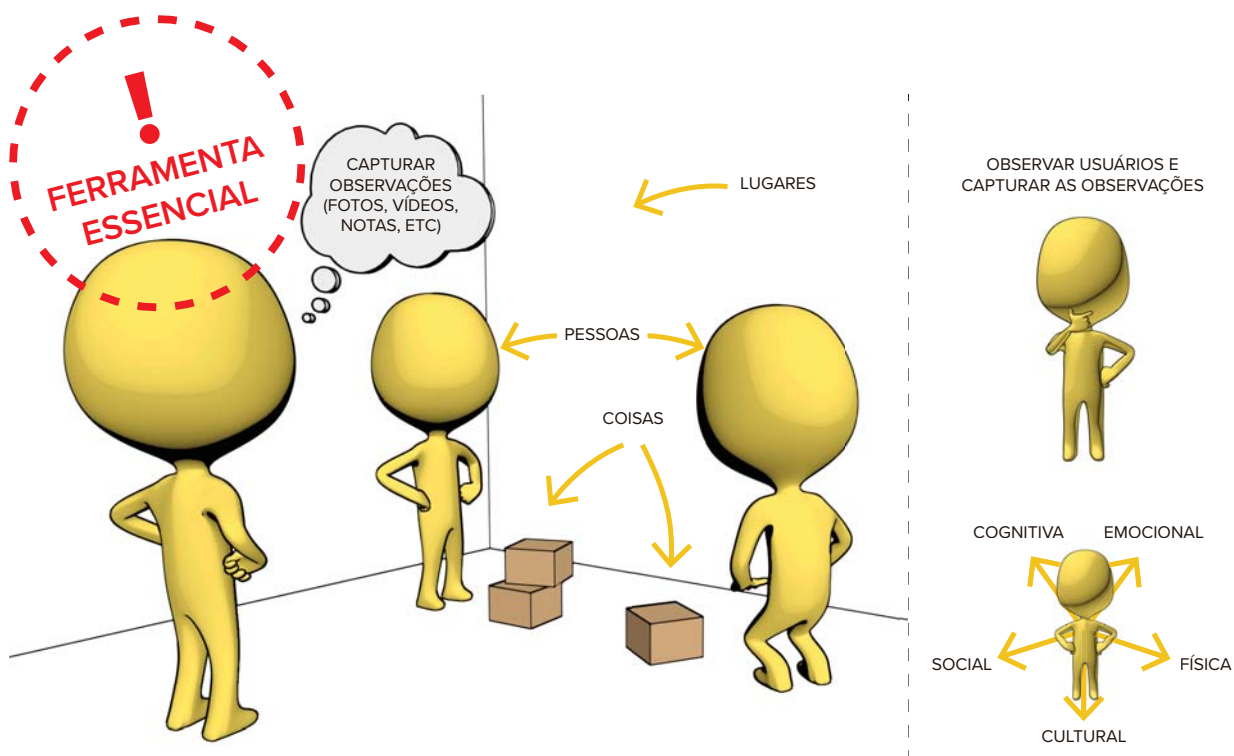 !
FERRAMENTA
ESSENCIAL
CAPTURAR
OBSERVAÇÕES
(FOTOS, VÍDEOS,
NOTAS, ETC)
LUGARES
PESSOAS
COISAS
OBSERVAR USUÁRIOS E
CAPTURAR AS OBSERVAÇÕES
COGNITIVA
EMOCIONAL
SOCIAL
FÍSICA
CULTURAL